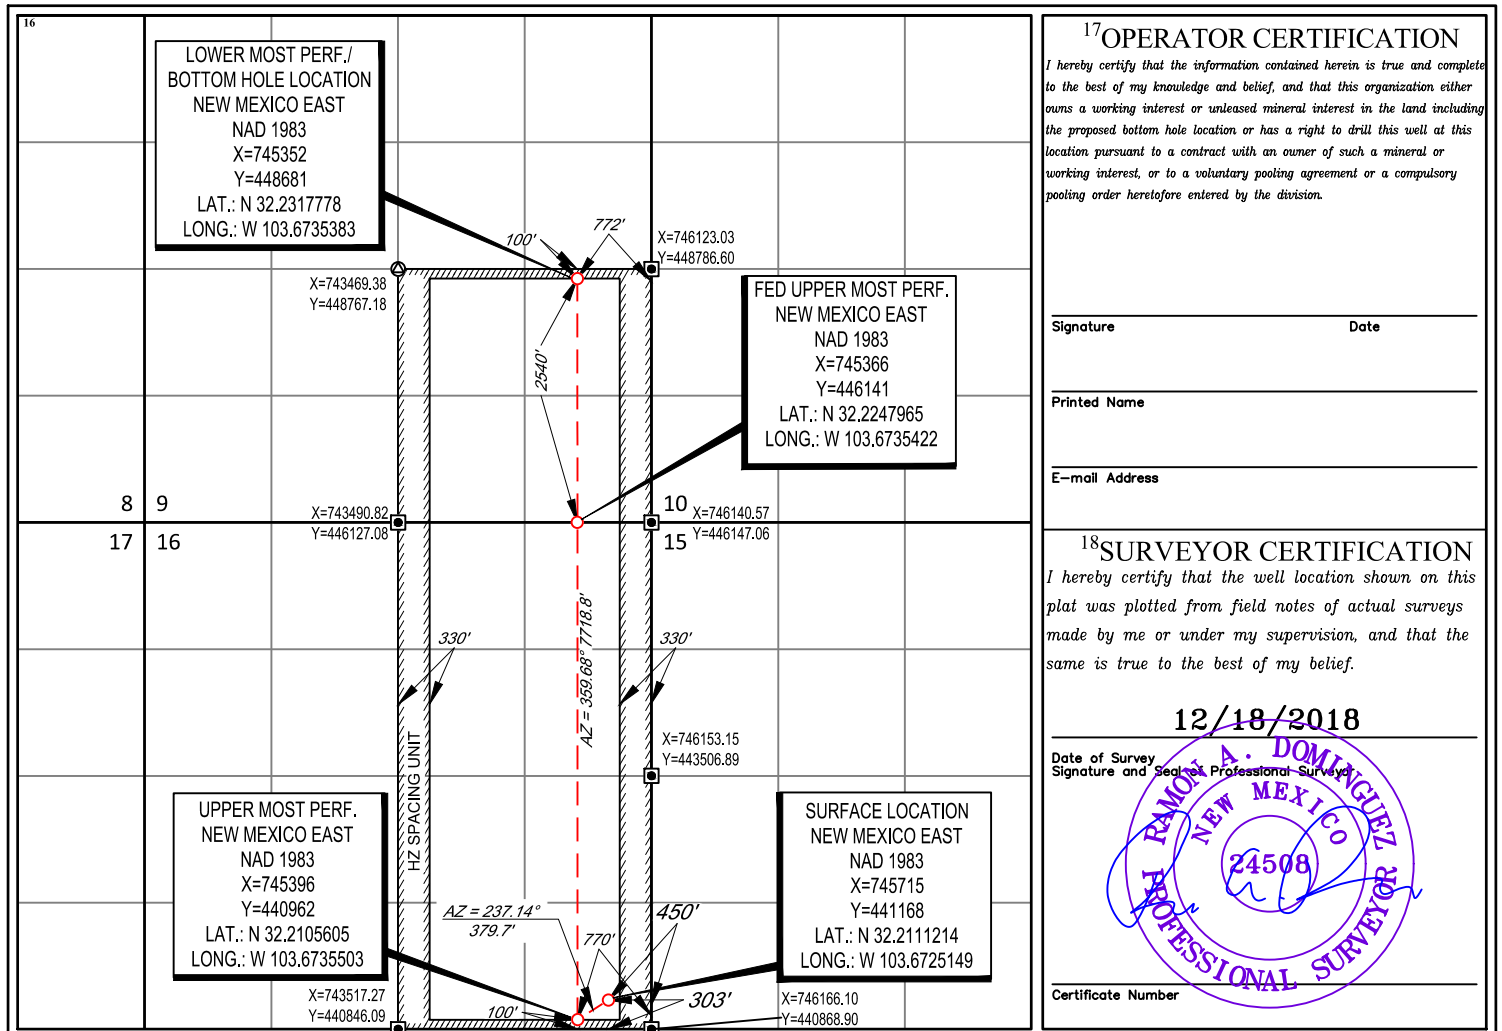 16
LOWER MOST PERF./
BOTTOM HOLE LOCATION
NEW MEXICO EAST
NAD 1983
X=745352
Y=448681
LAT.: N 32.2317778
LONG.: W 103.6735383
100'
772'
X=746123.03
Y=448786.60
X=743469.38
Y=448767.18
FED UPPER MOST PERF.
NEW MEXICO EAST
NAD 1983
X=745366
Y=446141
LAT.: N 32.2247965
LONG.: W 103.6735422
2540'
8 9
10
17 16
15
X=743490.82
Y=446127.08
X=746140.57
Y=446147.06
330'
AZ = 359.68° 7718.8'
330'
HZ SPACING UNIT
X=746153.15
Y=443506.89
UPPER MOST PERF.
NEW MEXICO EAST
NAD 1983
X=745396
Y=440962
LAT.: N 32.2105605
LONG.: W 103.6735503
SURFACE LOCATION
NEW MEXICO EAST
NAD 1983
X=745715
Y=441168
LAT.: N 32.2111214
LONG.: W 103.6725149
AZ = 237.14°
379.7'
770'
450'
303'
100'
X=743517.27
Y=440846.09
X=746166.10
Y=440868.90
17 OPERATOR CERTIFICATION
I hereby certify that the information contained herein is true and complete
to the best of my knowledge and belief, and that this organization either
owns a working interest or unleased mineral interest in the land including
the proposed bottom hole location or has a right to drill this well at this
location pursuant to a contract with an owner of such a mineral or
working interest, or to a voluntary pooling agreement or a compulsory
pooling order heretofore entered by the division.
Signature Date
Printed Name
E-mail Address
18 SURVEYOR CERTIFICATION
I hereby certify that the well location shown on this
plat was plotted from field notes of actual surveys
made by me or under my supervision, and that the
same is true to the best of my belief.
12/18/2018
Date of Survey
Signature and Seal of Professional Surveyor
RAMON A. DOMINGUEZ
NEW MEXICO
24508
PROFESSIONAL SURVEYOR
Certificate Number